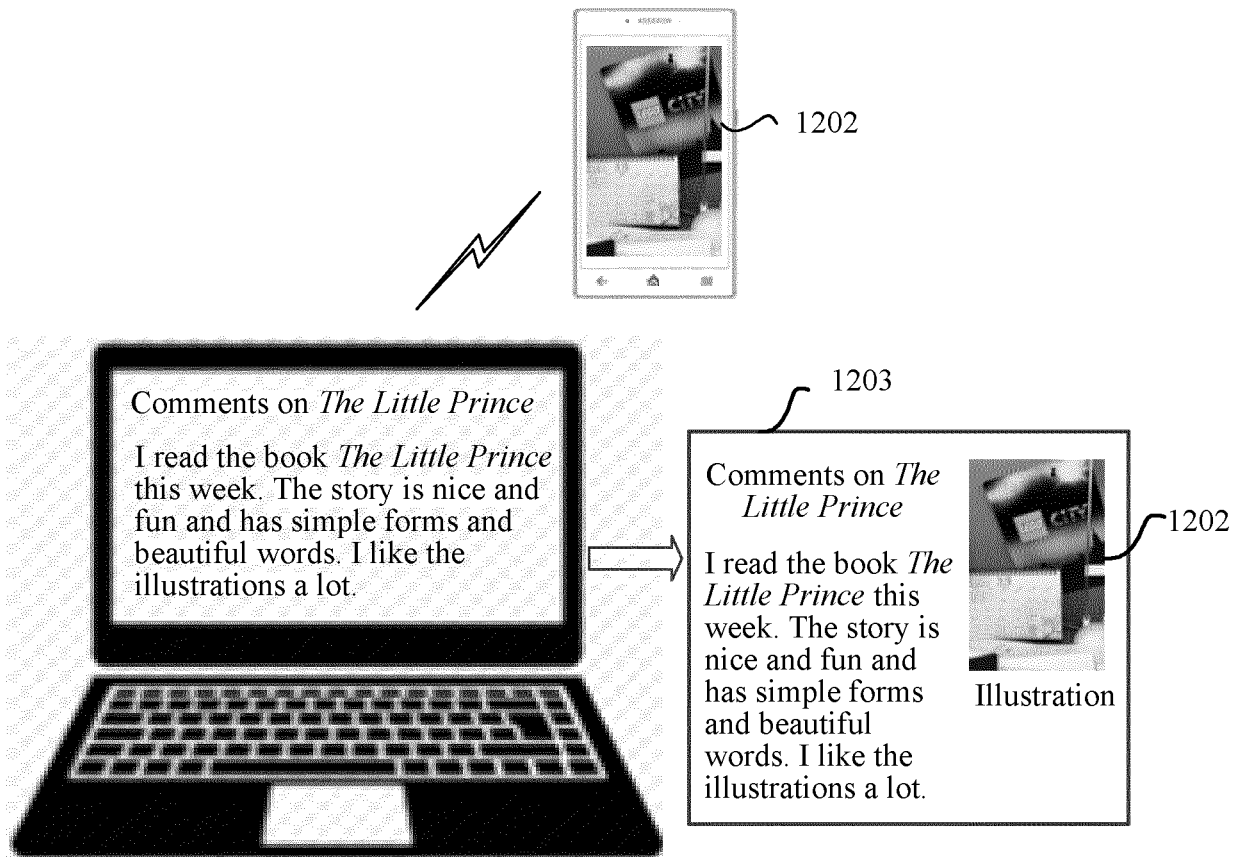 CITY
1202
Comments on The Little Prince
I read the book The Little Prince
this week. The story is nice and
fun and has simple forms and
beautiful words. I like the
illustrations a lot.
1203
Comments on The
Little Prince
I read the book The
Little Prince this
week. The story is
nice and fun and
has simple forms
and beautiful
words. I like the
illustrations a lot.
CITY
1202
Illustration